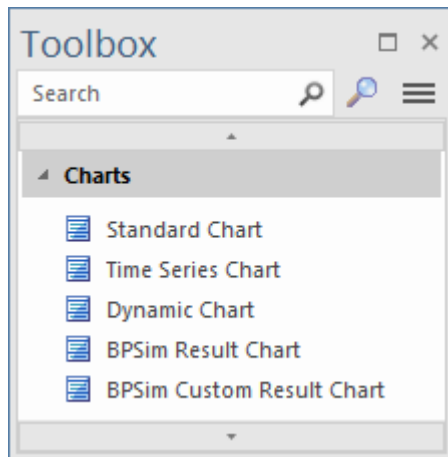 Toolbox
Search
Charts
Standard Chart
Time Series Chart
Dynamic Chart
BPSim Result Chart
BPSim Custom Result Chart